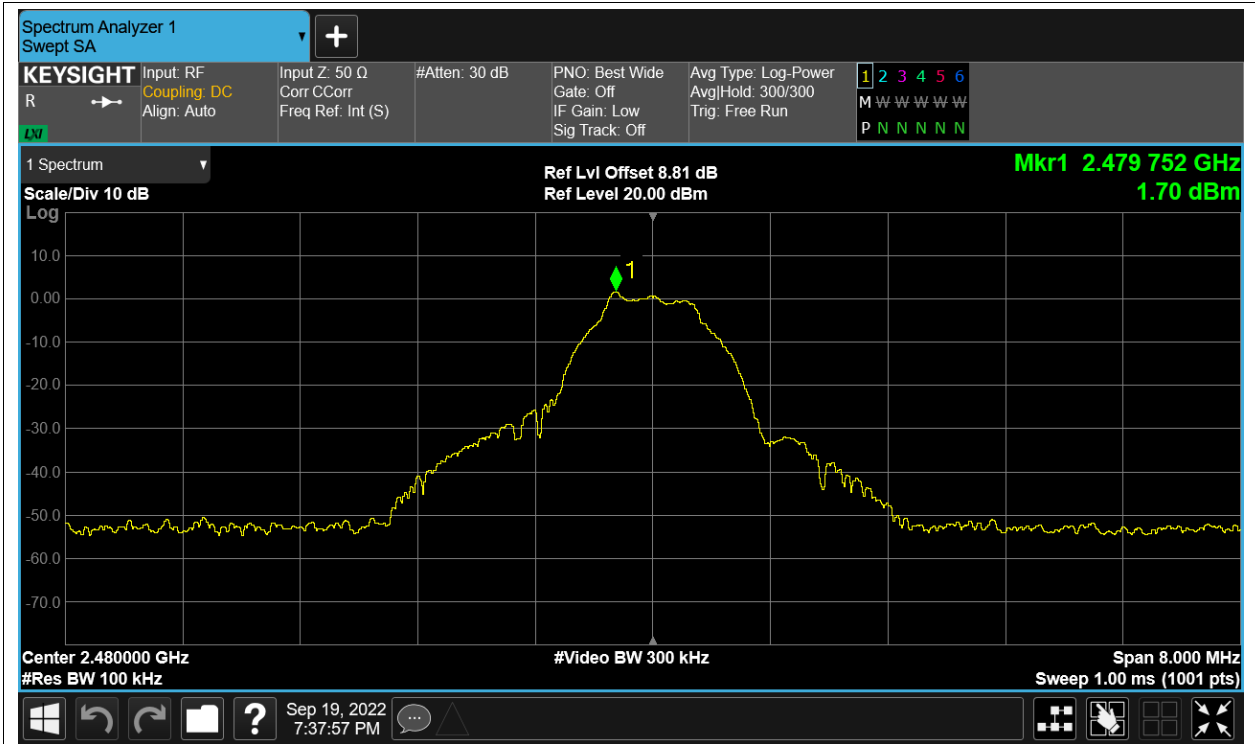 Spectrum Analyzer 1
Swept SA
+
KEYSIGHT
R
LXI
Input: RF
Coupling: DC
Align: Auto
Input Z: 50 Ω
Corr CCorr
Freq Ref: Int (S)
#Atten: 30 dB
PNO: Best Wide
Gate: Off
IF Gain: Low
Sig Track: Off
Avg Type: Log-Power
Avg|Hold: 300/300
Trig: Free Run
1 2 3 4 5 6
M W W W W W
P N N N N N
1 Spectrum
Scale/Div 10 dB
Log
Ref Lvl Offset 8.81 dB
Ref Level 20.00 dBm
Mkr1 2.479 752 GHz
1.70 dBm
1
10.0
0.00
-10.0
-20.0
-30.0
-40.0
-50.0
-60.0
-70.0
Center 2.480000 GHz
#Res BW 100 kHz
#Video BW 300 kHz
Span 8.000 MHz
Sweep 1.00 ms (1001 pts)
?
Sep 19, 2022
7:37:57 PM